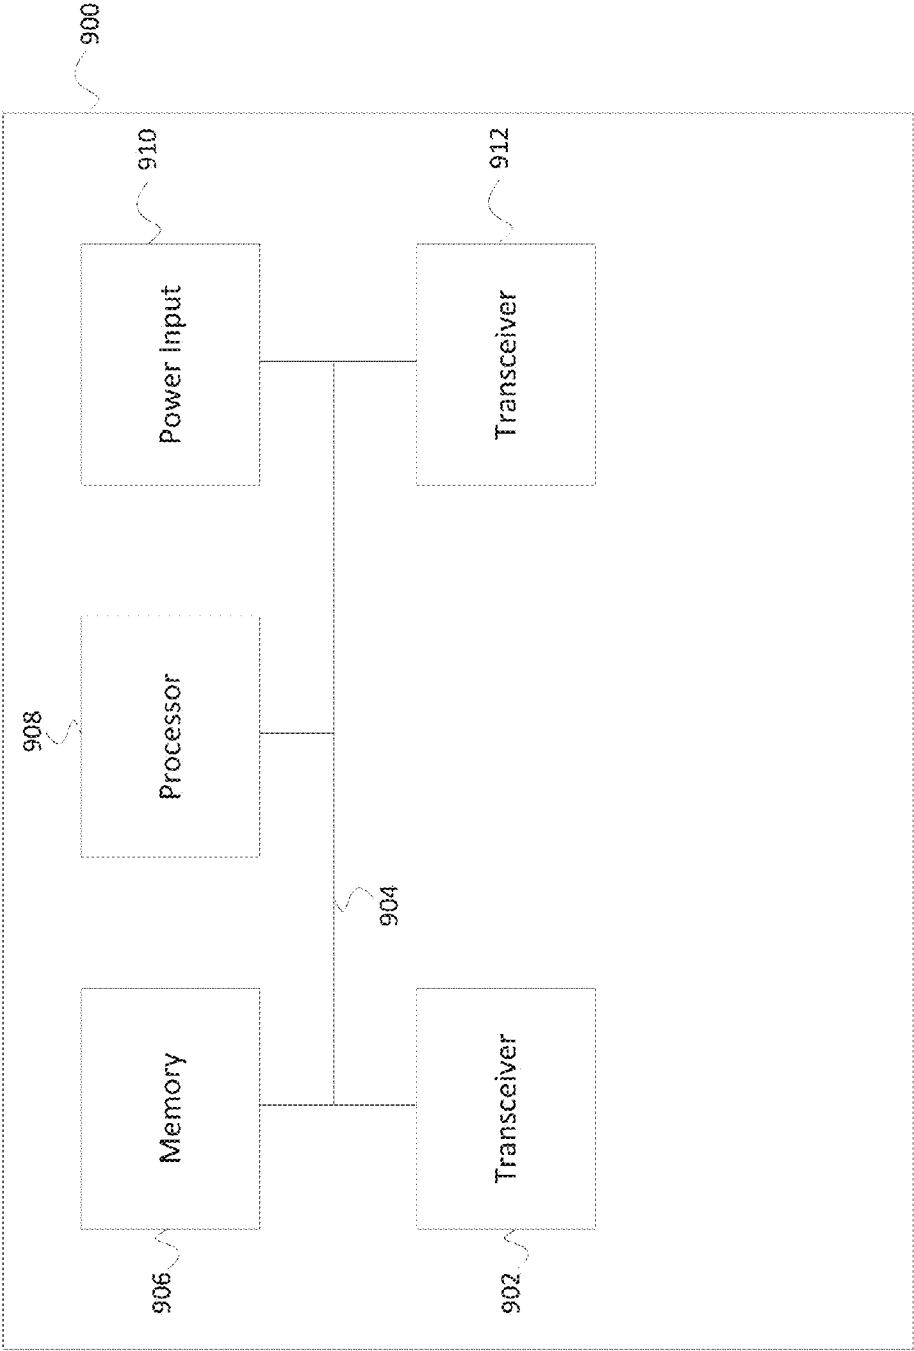 908
900
906
Memory
Processor
Power Input
910
904
902
Transceiver
Transceiver
912